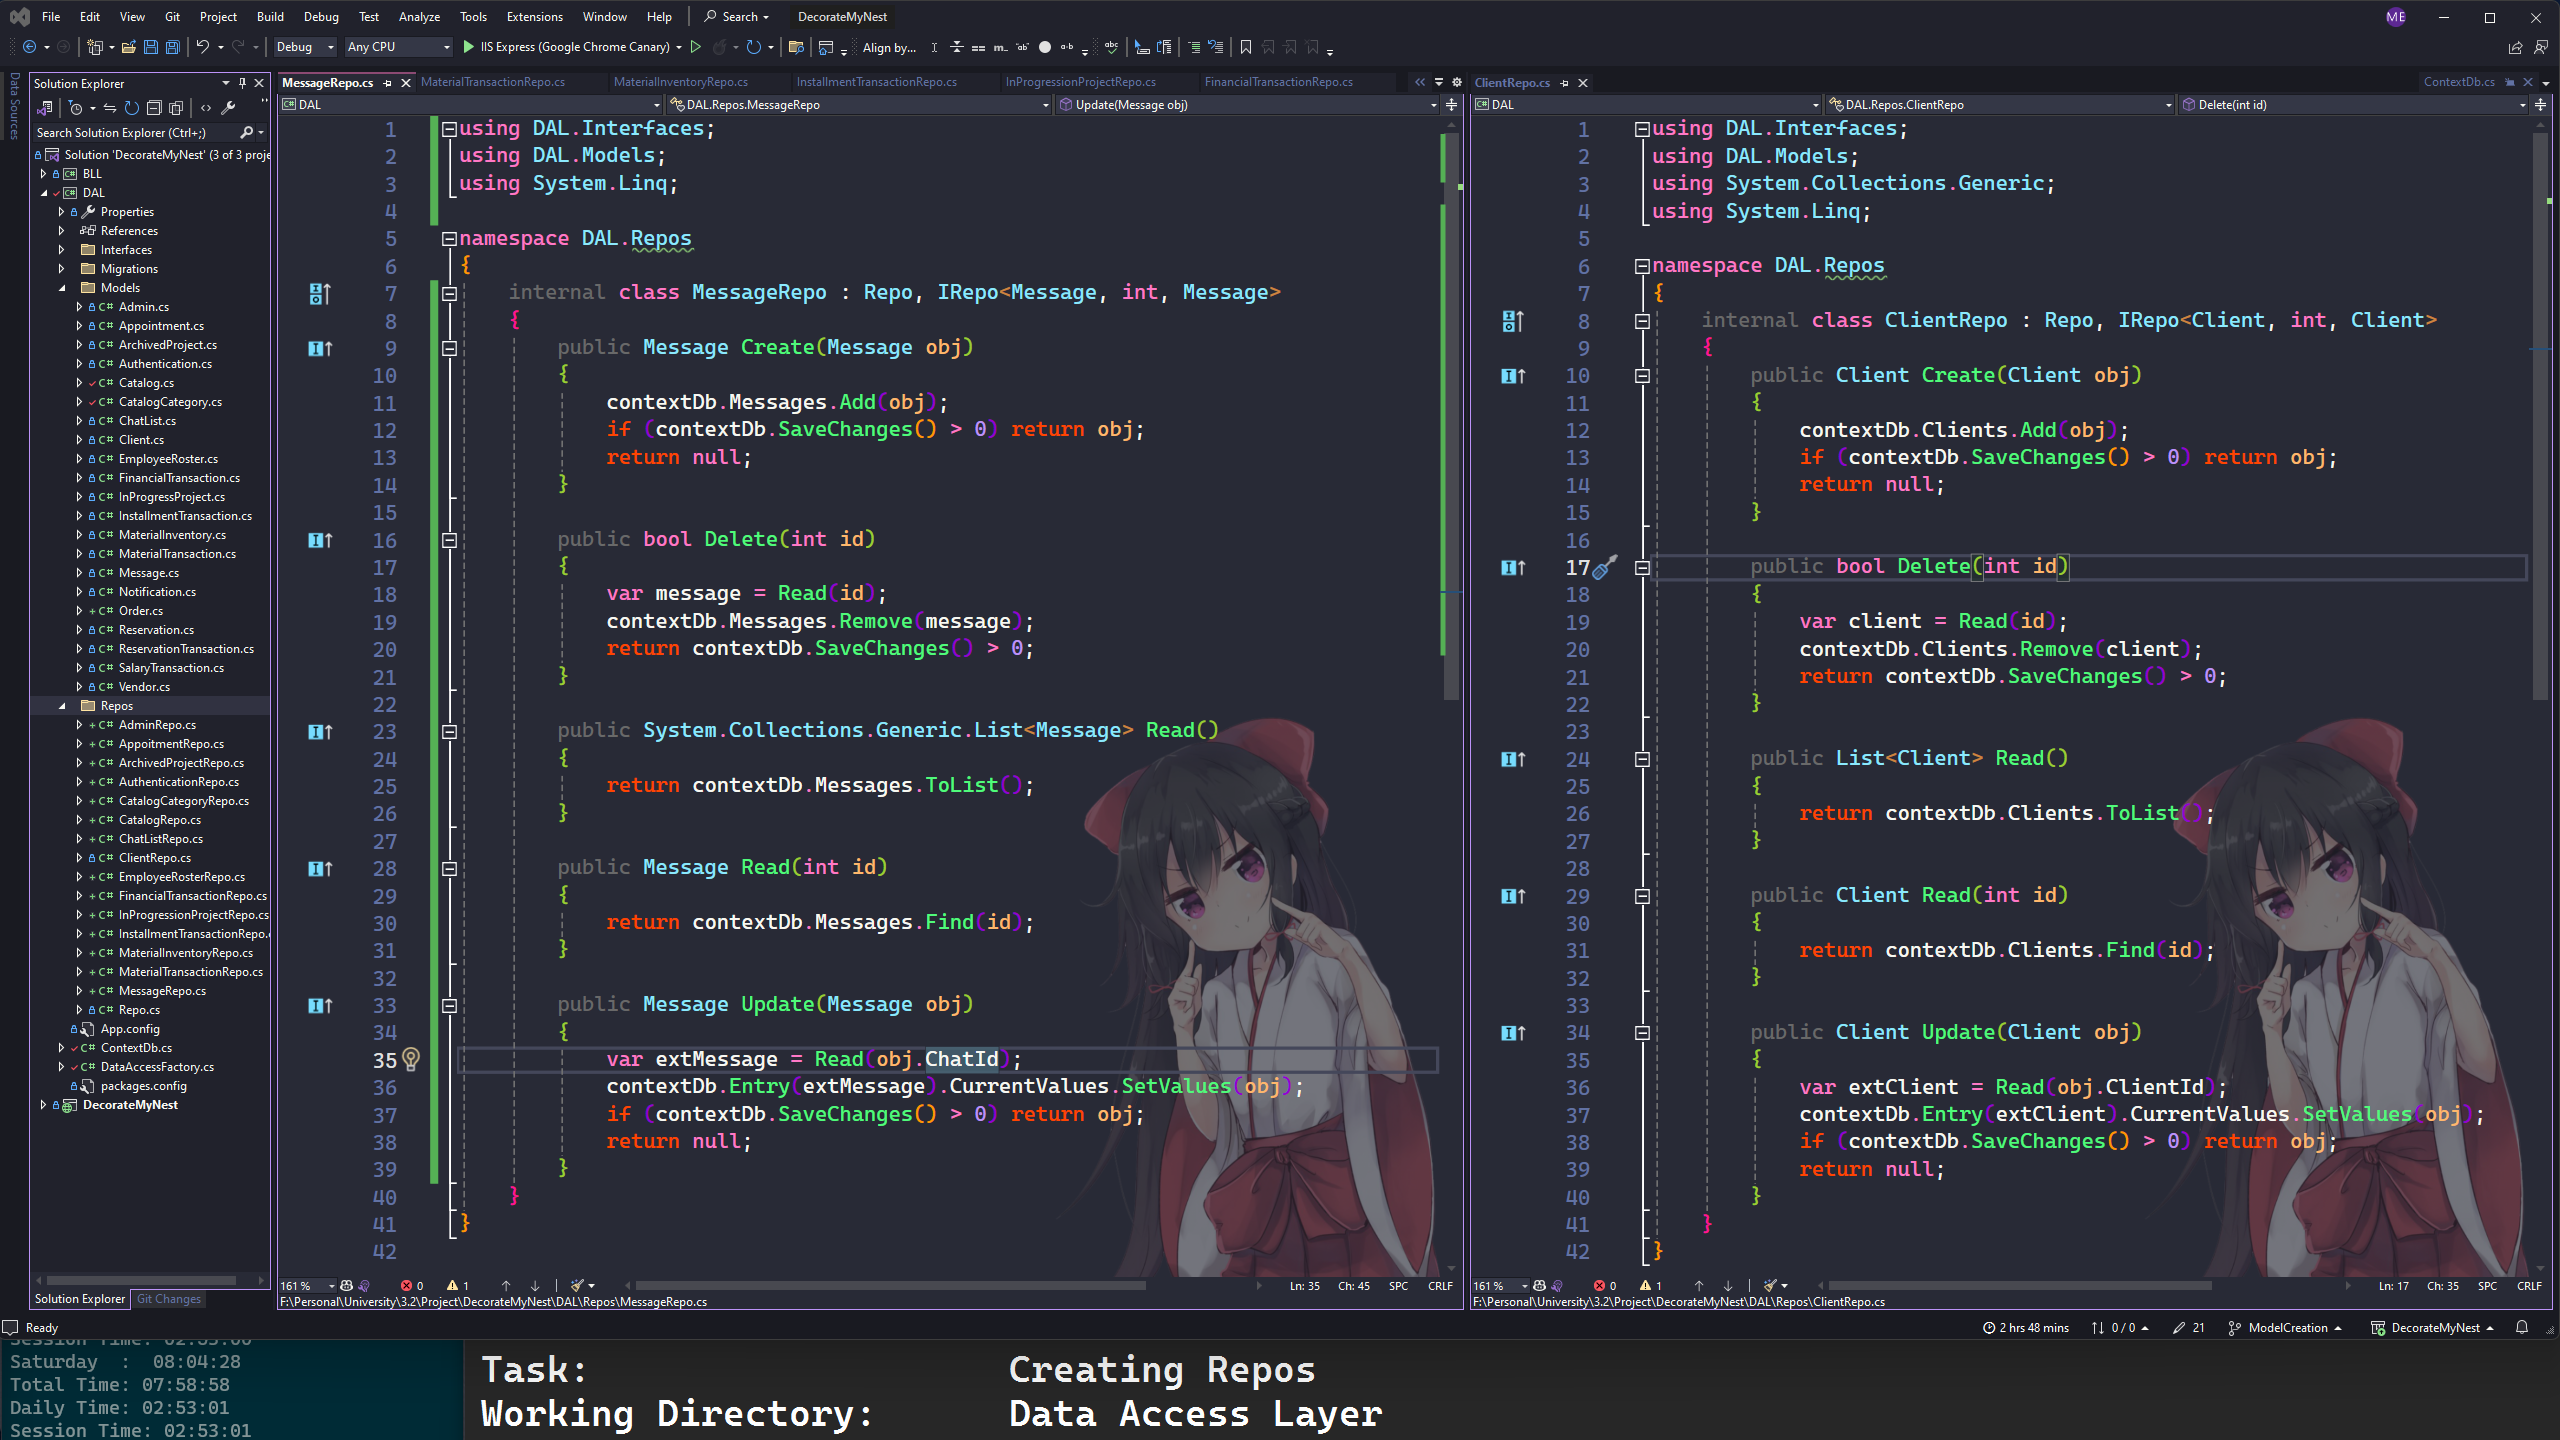 File Edit View Git Project Build Debug Test Analyze Tools Extensions Window Help Search DecorateMyNest ME
Debug Any CPU IIS Express (Google Chrome Canary) Align by...
Data Sources
Solution Explorer
Search Solution Explorer (Ctrl+;)
Solution 'DecorateMyNest' (3 of 3 proje
BLL
DAL
Properties
References
Interfaces
Migrations
Models
Admin.cs
Appointment.cs
ArchivedProject.cs
Authentication.cs
Catalog.cs
CatalogCategory.cs
ChatList.cs
Client.cs
EmployeeRoster.cs
FinancialTransaction.cs
InProgressProject.cs
InstallmentTransaction.cs
MaterialInventory.cs
MaterialTransaction.cs
Message.cs
Notification.cs
Order.cs
Reservation.cs
ReservationTransaction.cs
SalaryTransaction.cs
Vendor.cs
Repos
AdminRepo.cs
AppoitmentRepo.cs
ArchivedProjectRepo.cs
AuthenticationRepo.cs
CatalogCategoryRepo.cs
CatalogRepo.cs
ChatListRepo.cs
ClientRepo.cs
EmployeeRosterRepo.cs
FinancialTransactionRepo.cs
InProgressionProjectRepo.cs
InstallmentTransactionRepo.
MaterialInventoryRepo.cs
MaterialTransactionRepo.cs
MessageRepo.cs
Repo.cs
App.config
ContextDb.cs
DataAccessFactory.cs
packages.config
DecorateMyNest
Solution Explorer Git Changes
MessageRepo.cs MaterialTransactionRepo.cs MaterialInventoryRepo.cs InstallmentTransactionRepo.cs InProgressionProjectRepo.cs FinancialTransactionRepo.cs
DAL DAL.Repos.MessageRepo Update(Message obj)
1 using DAL.Interfaces;
2 using DAL.Models;
3 using System.Linq;
4
5 namespace DAL.Repos
6 {
7 internal class MessageRepo : Repo, IRepo<Message, int, Message>
8 {
9 public Message Create(Message obj)
10 {
11 contextDb.Messages.Add(obj);
12 if (contextDb.SaveChanges() > 0) return obj;
13 return null;
14 }
15
16 public bool Delete(int id)
17 {
18 var message = Read(id);
19 contextDb.Messages.Remove(message);
20 return contextDb.SaveChanges() > 0;
21 }
22
23 public System.Collections.Generic.List<Message> Read()
24 {
25 return contextDb.Messages.ToList();
26 }
27
28 public Message Read(int id)
29 {
30 return contextDb.Messages.Find(id);
31 }
32
33 public Message Update(Message obj)
34 {
35 var extMessage = Read(obj.ChatId);
36 contextDb.Entry(extMessage).CurrentValues.SetValues(obj);
37 if (contextDb.SaveChanges() > 0) return obj;
38 return null;
39 }
40 }
41 }
42
161 % 0 1 Ln: 35 Ch: 45 SPC CRLF
F:\Personal\University\3.2\Project\DecorateMyNest\DAL\Repos\MessageRepo.cs
ClientRepo.cs ContextDb.cs
DAL DAL.Repos.ClientRepo Delete(int id)
1 using DAL.Interfaces;
2 using DAL.Models;
3 using System.Collections.Generic;
4 using System.Linq;
5
6 namespace DAL.Repos
7 {
8 internal class ClientRepo : Repo, IRepo<Client, int, Client>
9 {
10 public Client Create(Client obj)
11 {
12 contextDb.Clients.Add(obj);
13 if (contextDb.SaveChanges() > 0) return obj;
14 return null;
15 }
16
17 public bool Delete(int id)
18 {
19 var client = Read(id);
20 contextDb.Clients.Remove(client);
21 return contextDb.SaveChanges() > 0;
22 }
23
24 public List<Client> Read()
25 {
26 return contextDb.Clients.ToList();
27 }
28
29 public Client Read(int id)
30 {
31 return contextDb.Clients.Find(id);
32 }
33
34 public Client Update(Client obj)
35 {
36 var extClient = Read(obj.ClientId);
37 contextDb.Entry(extClient).CurrentValues.SetValues(obj);
38 if (contextDb.SaveChanges() > 0) return obj;
39 return null;
40 }
41 }
42 }
161 % 0 1 Ln: 17 Ch: 35 SPC CRLF
F:\Personal\University\3.2\Project\DecorateMyNest\DAL\Repos\ClientRepo.cs
Ready 2 hrs 48 mins 0 / 0 21 ModelCreation DecorateMyNest
Saturday : 08:04:28
Total Time: 07:58:58
Daily Time: 02:53:01
Session Time: 02:53:01
Task: Creating Repos
Working Directory: Data Access Layer